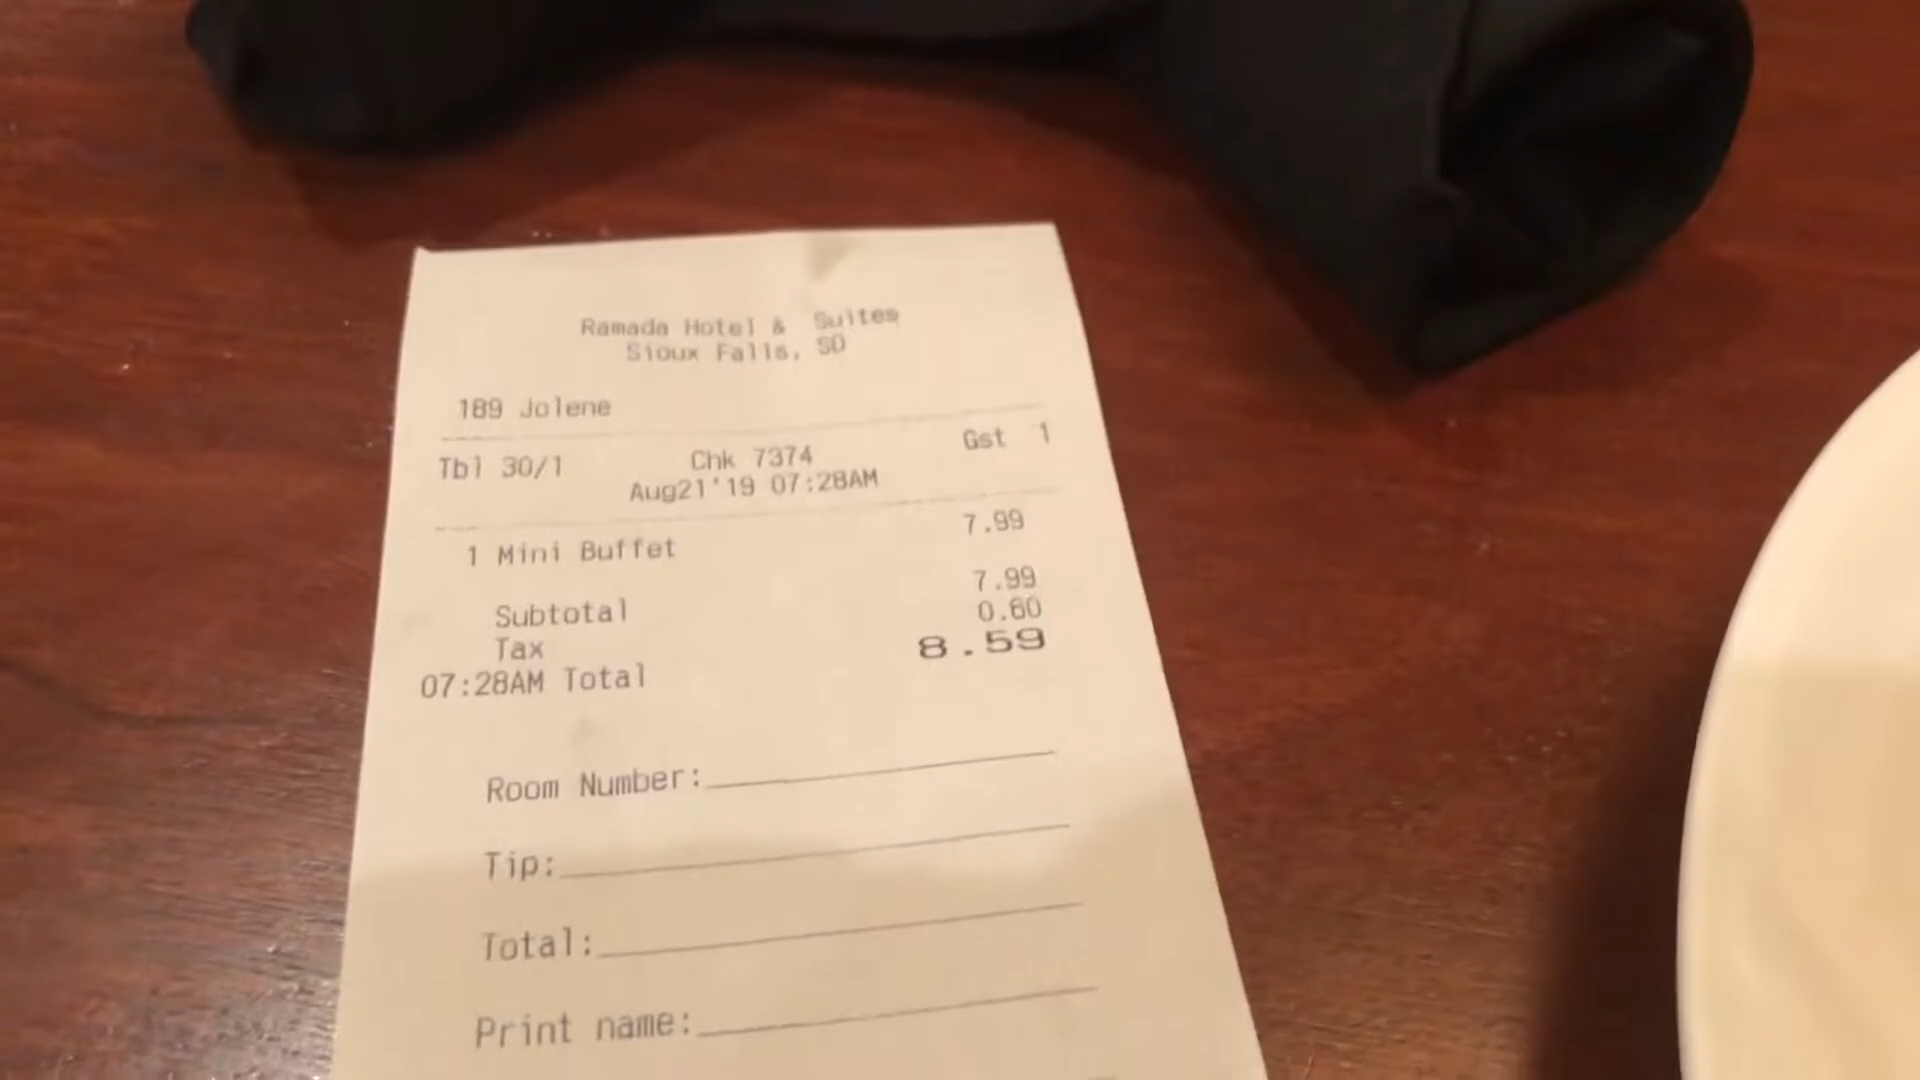 Ramada Hotel & Suites
Sioux Falls, SD
189 Jolene
Tbl 30/1 Chk 7374 Gst 1
Aug21'19 07:28AM
1 Mini Buffet 7.99
Subtotal 7.99
Tax 0.60
07:28AM Total 8.59
Room Number:
Tip:
Total:
Print name: